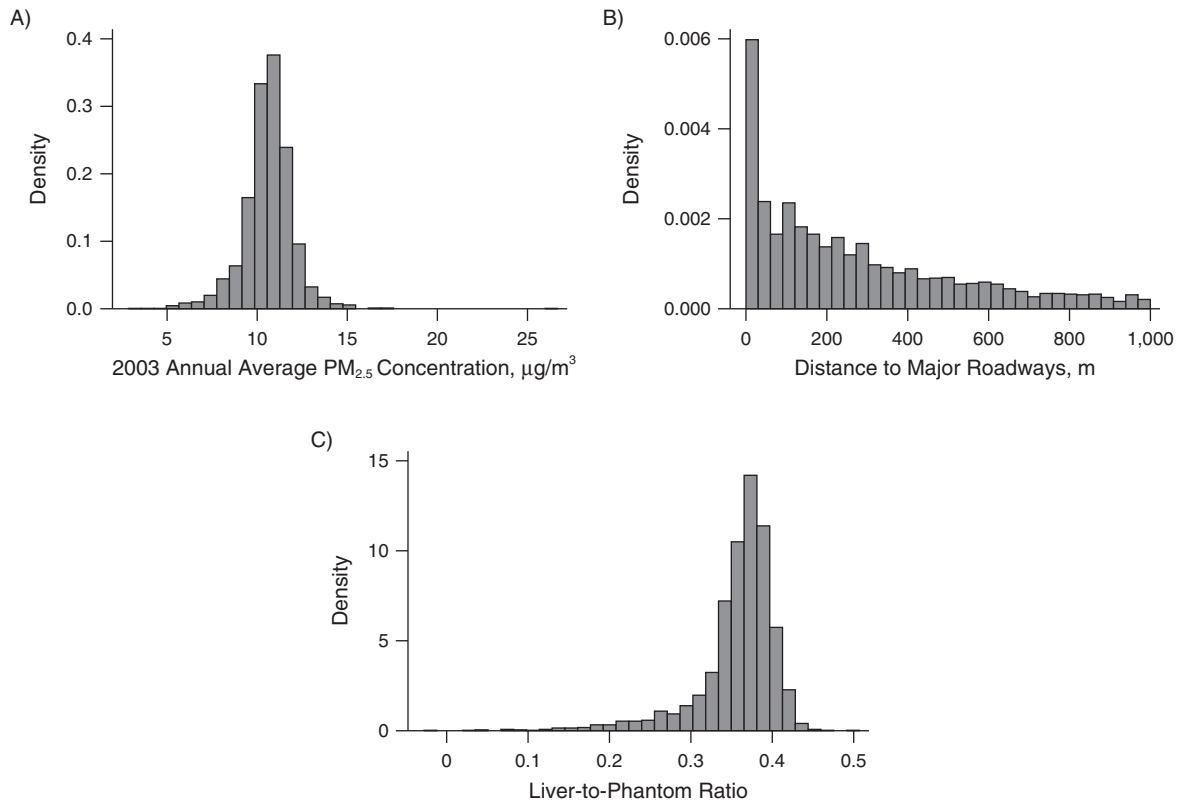 A)
0.4
0.3
0.2
0.1
0.0
Density
5 10 15 20 25
2003 Annual Average PM2.5 Concentration, μg/m3
B)
0.006
0.004
0.002
0.000
Density
0 200 400 600 800 1,000
Distance to Major Roadways, m
C)
15
10
5
0
Density
0 0.1 0.2 0.3 0.4 0.5
Liver-to-Phantom Ratio